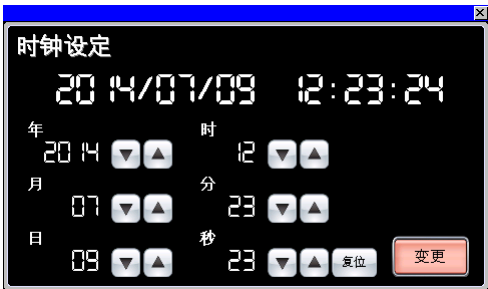 时钟设定
2014/07/09 12:23:24
年 时
2014 12
月 分
07 23
日 秒
09 23 复位 变更